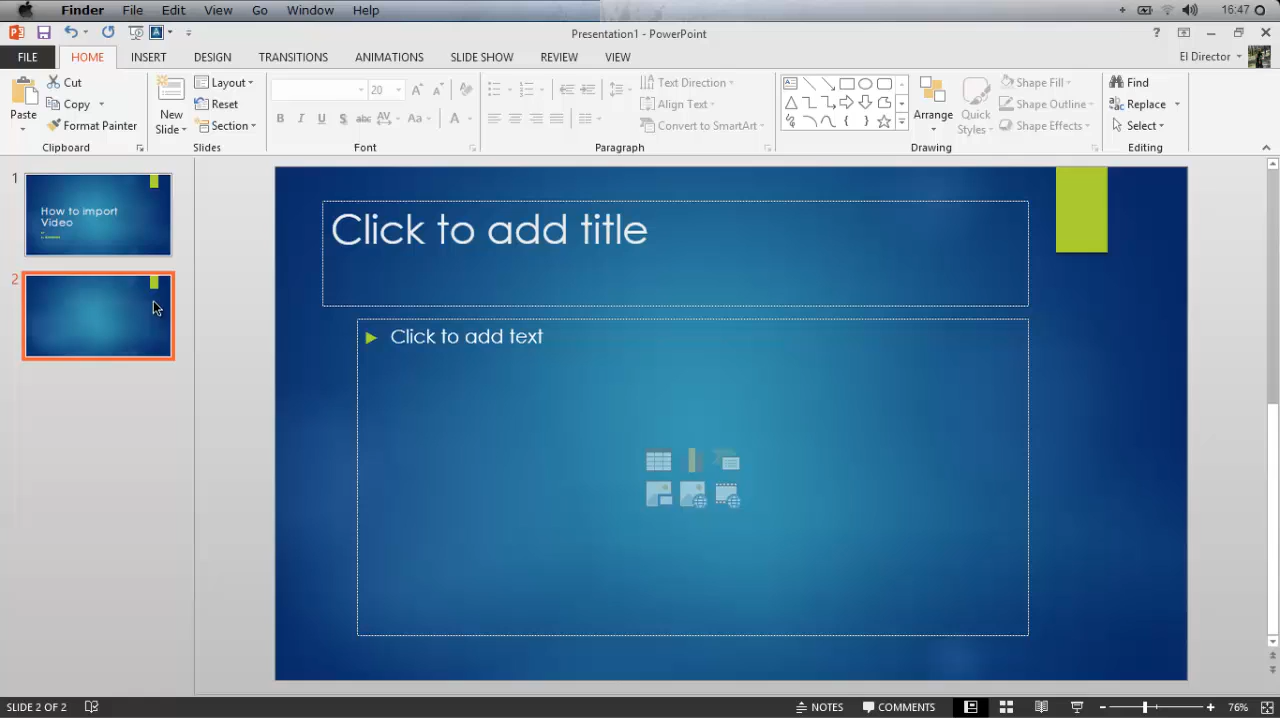 Finder File Edit View Go Window Help 16:47
Presentation1 - PowerPoint
FILE HOME INSERT DESIGN TRANSITIONS ANIMATIONS SLIDE SHOW REVIEW VIEW El Director
Paste
Cut
Copy
Format Painter
Clipboard
New
Slide
Layout
Reset
Section
Slides
20
B I U S abc AV Aa A
Font
Text Direction
Align Text
Convert to SmartArt
Paragraph
Arrange
Quick
Styles
Shape Fill
Shape Outline
Shape Effects
Drawing
Find
Replace
Select
Editing
1
How to import
Video
2
Click to add title
Click to add text
SLIDE 2 OF 2 NOTES COMMENTS 76%